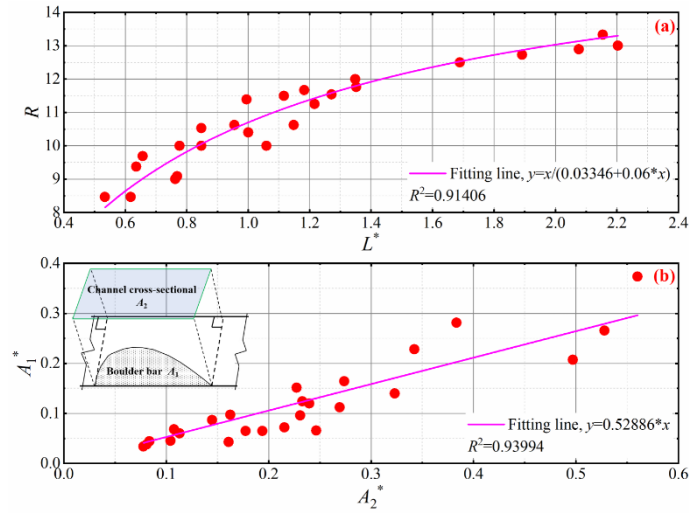 (a)
R
14
13
12
11
10
9
8
Fitting line, y=x/(0.03346+0.06*x)
R²=0.91406
0.4 0.6 0.8 1.0 1.2 1.4 1.6 1.8 2.0 2.2 2.4
L*
(b)
A₁*
0.4
0.3
0.2
0.1
0.0
Channel cross-sectional
A₂
Boulder bar A₁
Fitting line, y=0.52886*x
R²=0.93994
0.0 0.1 0.2 0.3 0.4 0.5 0.6
A₂*